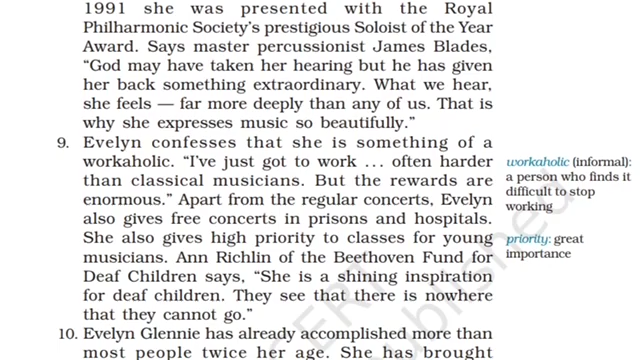 1991 she was presented with the Royal
Philharmonic Society's prestigious Soloist of the Year
Award. Says master percussionist James Blades,
“God may have taken her hearing but he has given
her back something extraordinary. What we hear,
she feels — far more deeply than any of us. That is
why she expresses music so beautifully.”
9. Evelyn confesses that she is something of a
workaholic. “I've just got to work ... often harder
than classical musicians. But the rewards are
enormous.” Apart from the regular concerts, Evelyn
also gives free concerts in prisons and hospitals.
She also gives high priority to classes for young
musicians. Ann Richlin of the Beethoven Fund for
Deaf Children says, “She is a shining inspiration
for deaf children. They see that there is nowhere
that they cannot go.”
10. Evelyn Glennie has already accomplished more than
most people twice her age. She has brought
workaholic (informal):
a person who finds it
difficult to stop
working
priority: great
importance